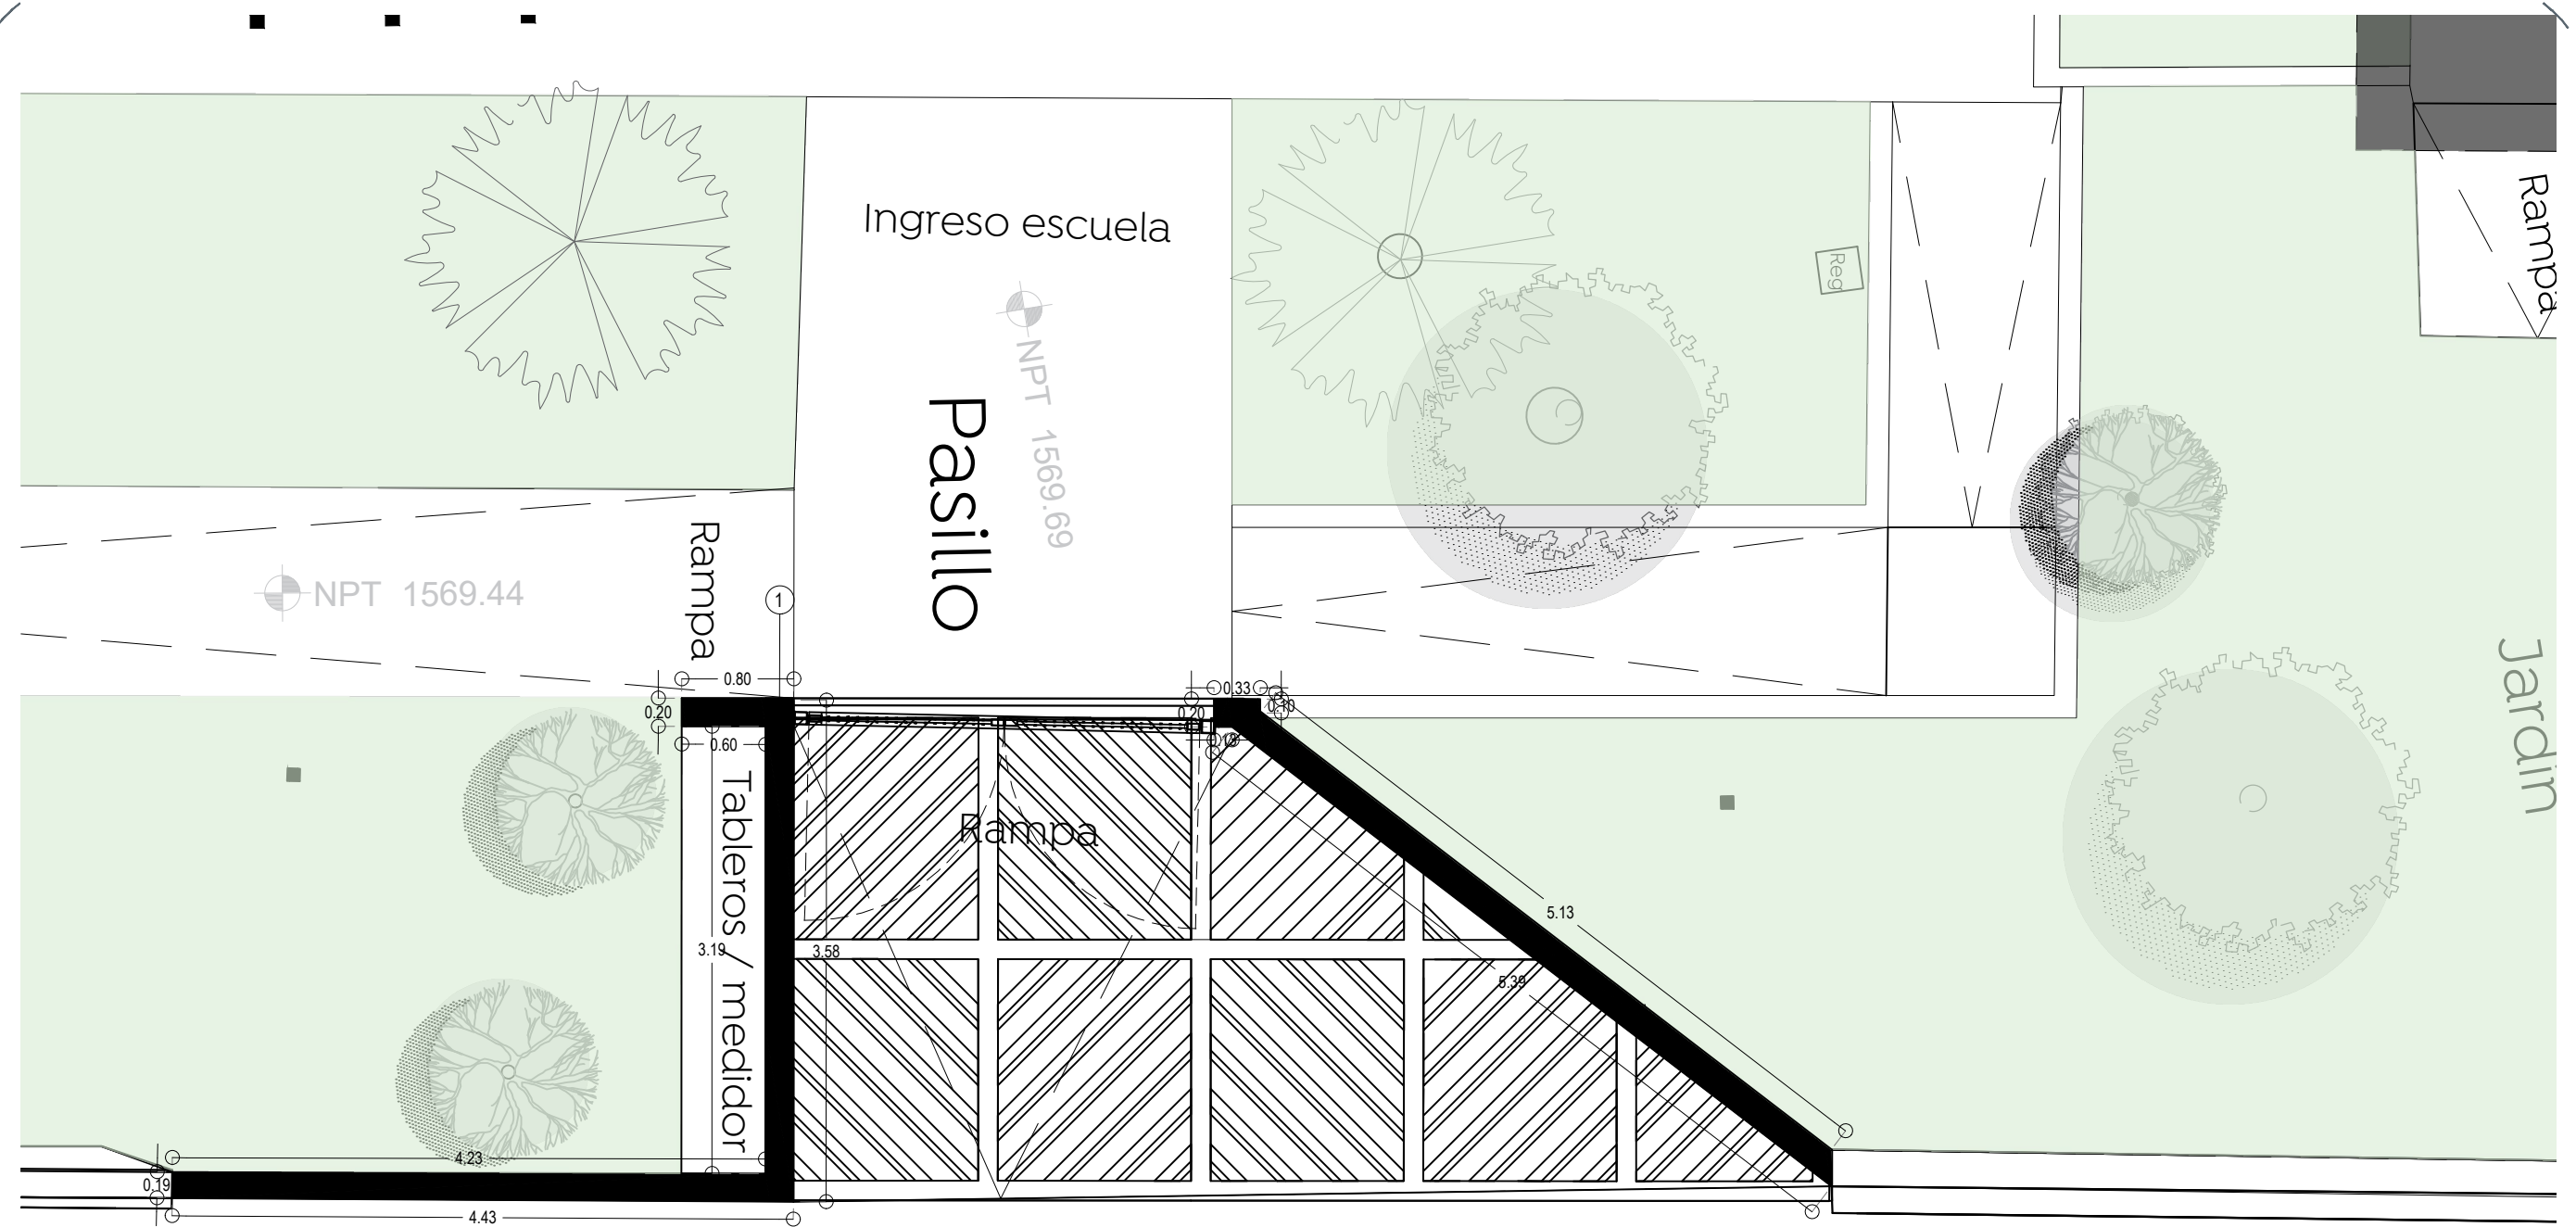 Ingreso escuela
Pasillo
NPT 1569.69
Reg
Rampa
Rampa
NPT 1569.44
1
0.80
0.20
0.60
0.33
0.20
0.10
Jardin
Rampa
Tableros / medidor
3.19
3.58
5.13
5.39
4.23
0.19
4.43